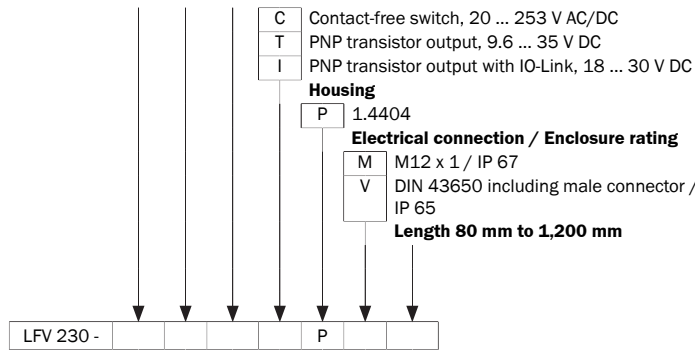 C Contact-free switch, 20 ... 253 V AC/DC
T PNP transistor output, 9.6 ... 35 V DC
I PNP transistor output with IO-Link, 18 ... 30 V DC
Housing
P 1.4404
Electrical connection / Enclosure rating
M M12 x 1 / IP 67
V DIN 43650 including male connector /
IP 65
Length 80 mm to 1,200 mm
LFV 230 - P